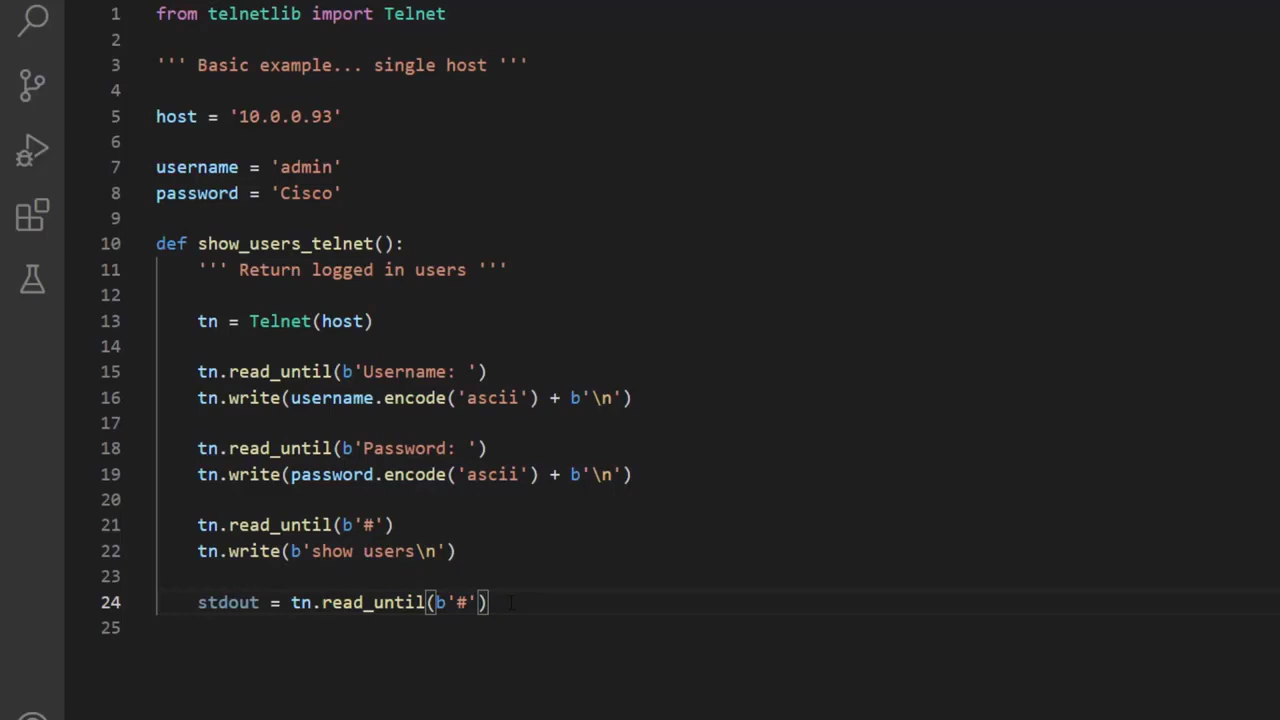 1 from telnetlib import Telnet
2
3 ''' Basic example... single host '''
4
5 host = '10.0.0.93'
6
7 username = 'admin'
8 password = 'Cisco'
9
10 def show_users_telnet():
11     ''' Return logged in users '''
12
13     tn = Telnet(host)
14
15     tn.read_until(b'Username: ')
16     tn.write(username.encode('ascii') + b'\n')
17
18     tn.read_until(b'Password: ')
19     tn.write(password.encode('ascii') + b'\n')
20
21     tn.read_until(b'#')
22     tn.write(b'show users\n')
23
24     stdout = tn.read_until(b'#')
25